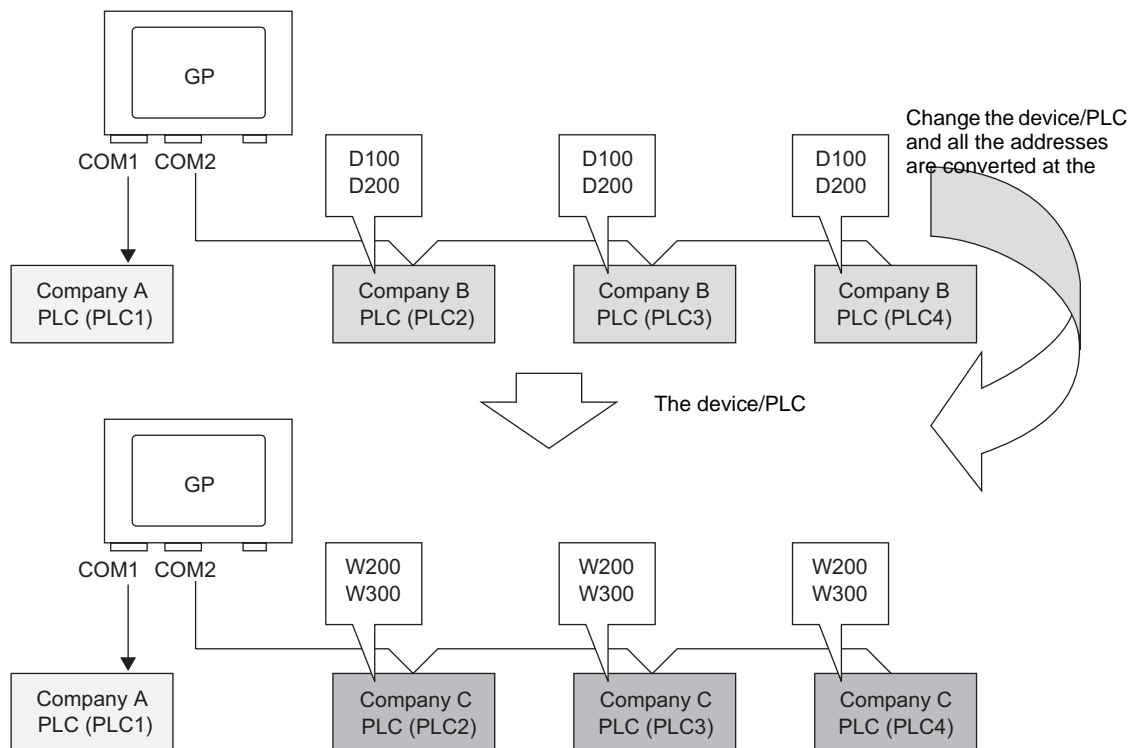 GP
COM1 COM2
D100
D200
D100
D200
D100
D200
Change the device/PLC
and all the addresses
are converted at the
Company A
PLC (PLC1)
Company B
PLC (PLC2)
Company B
PLC (PLC3)
Company B
PLC (PLC4)
The device/PLC
GP
COM1 COM2
W200
W300
W200
W300
W200
W300
Company A
PLC (PLC1)
Company C
PLC (PLC2)
Company C
PLC (PLC3)
Company C
PLC (PLC4)